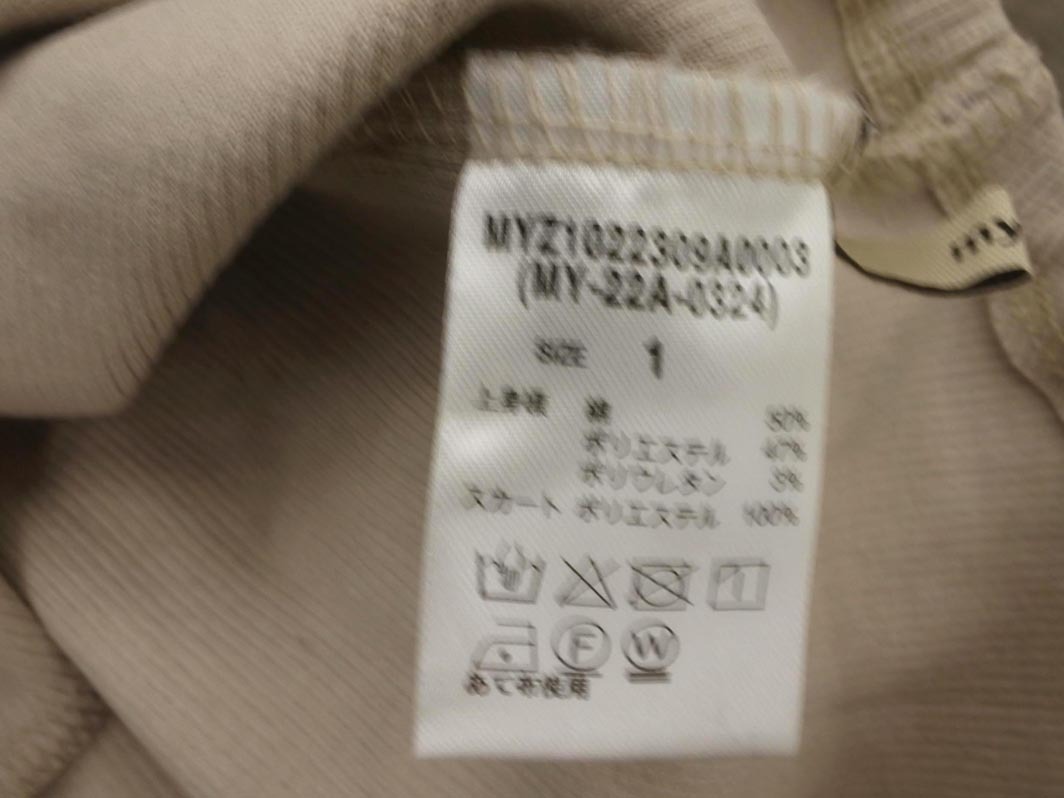 MYZ1022309A0003
(MY-22A-0324)
SIZE 1
上身頃 綿 50%
ポリエステル 47%
ポリウレタン 3%
スカート ポリエステル 100%
F W
あて布使用